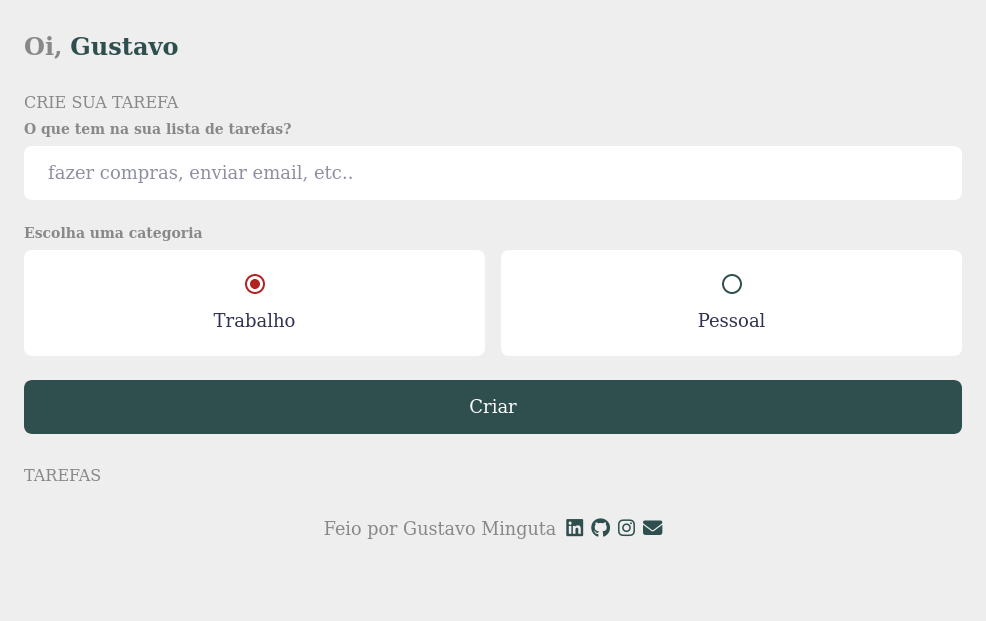 Oi, Gustavo
CRIE SUA TAREFA
O que tem na sua lista de tarefas?
fazer compras, enviar email, etc..
Escolha uma categoria
Trabalho
Pessoal
Criar
TAREFAS
Feio por Gustavo Minguta